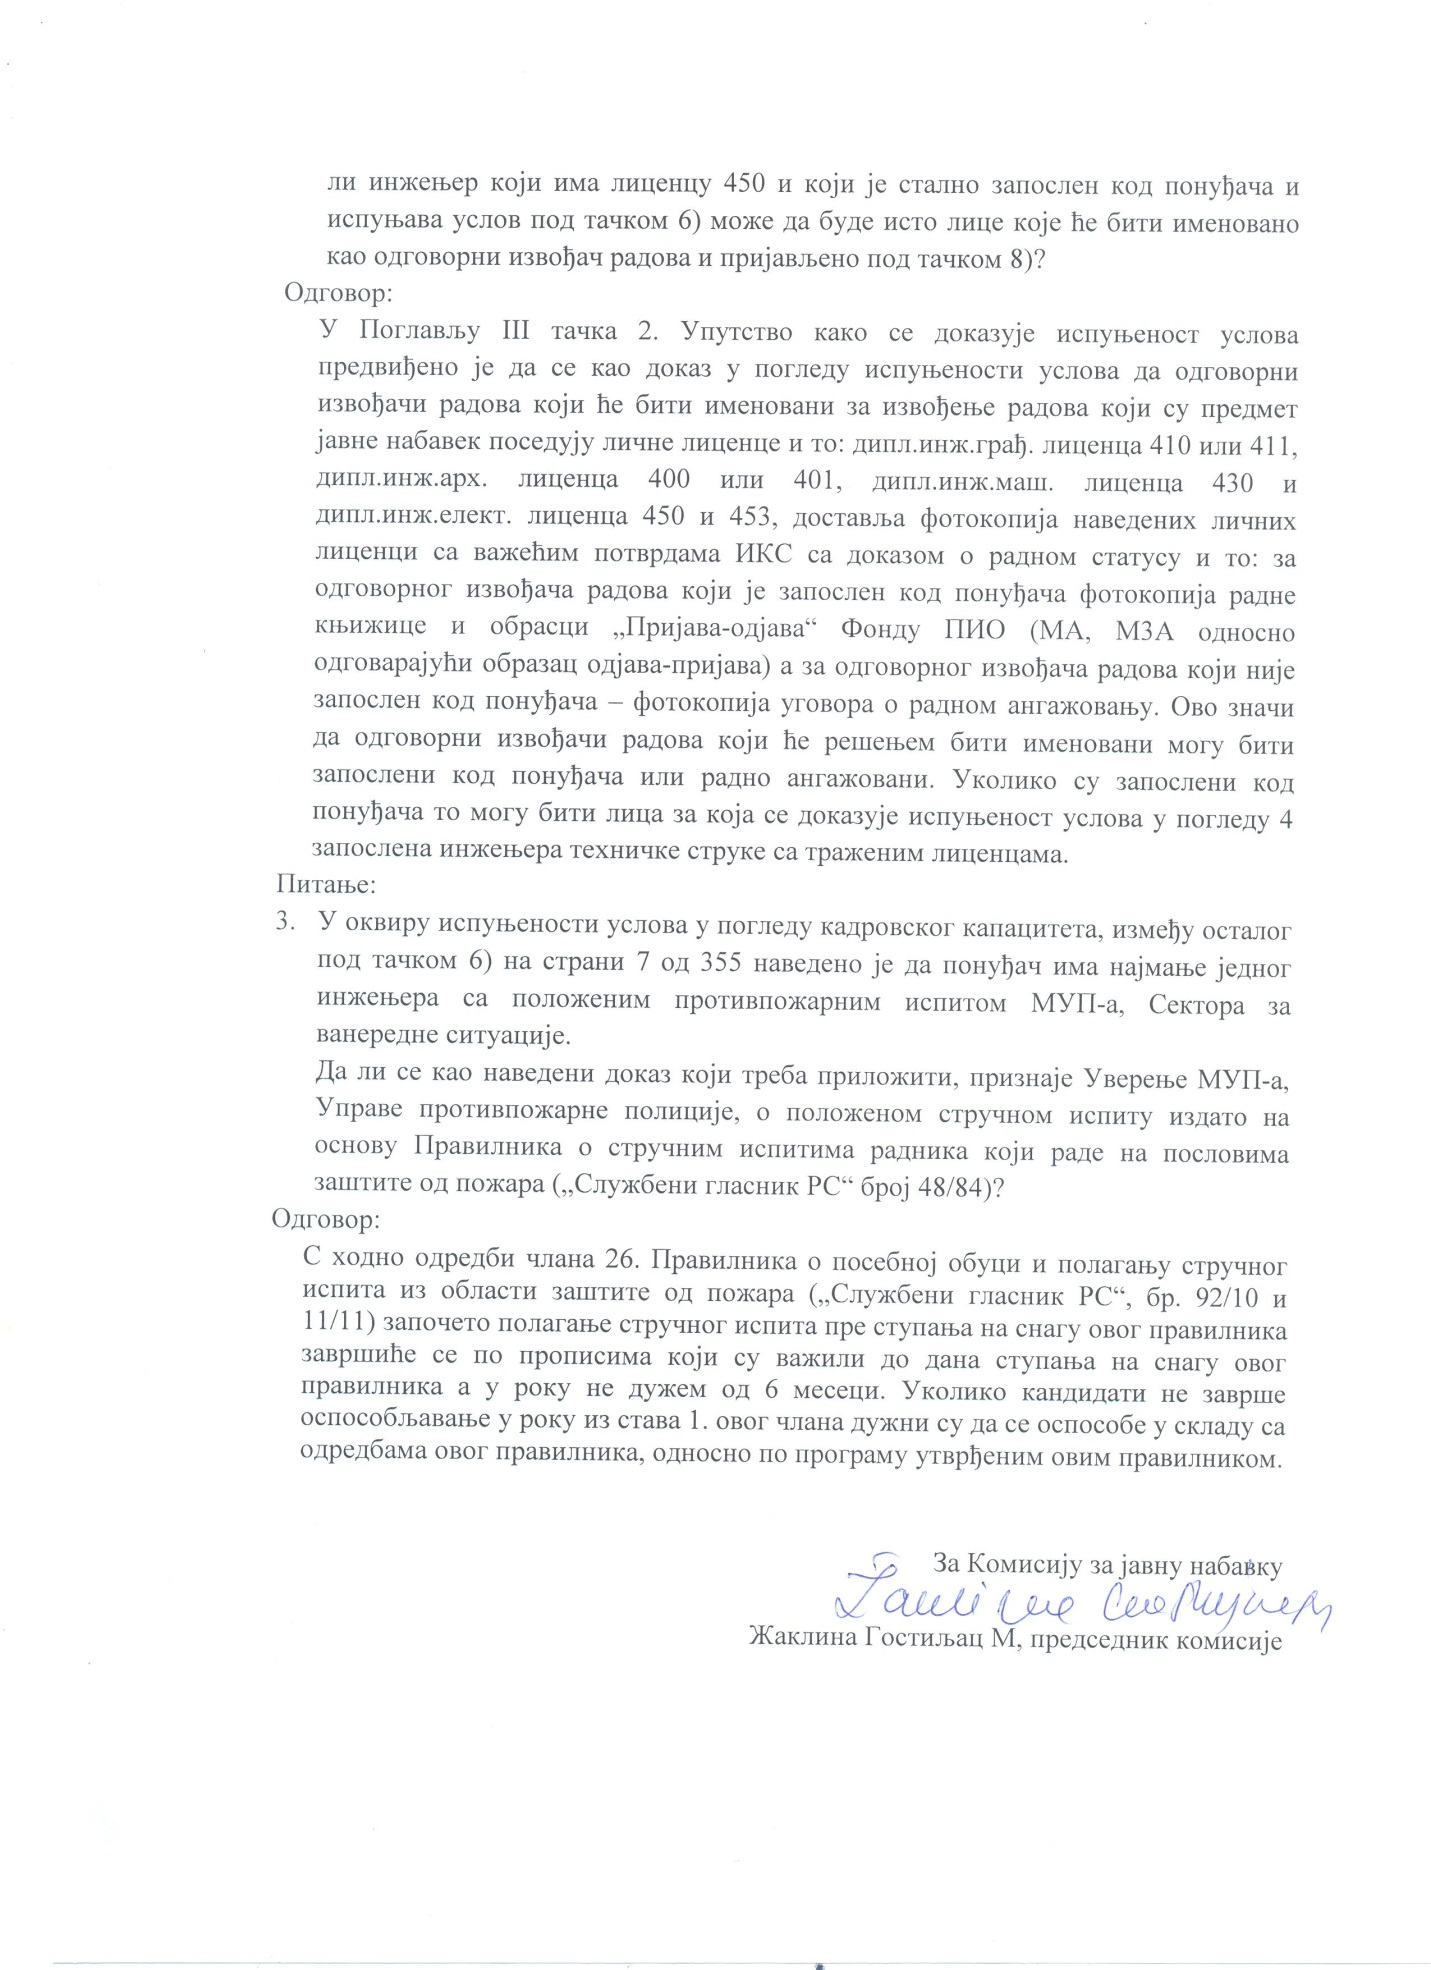 ли инжењер који има лиценцу 450 и који је стално запослен код понуђача и
испуњава услов под тачком 6) може да буде исто лице које ће бити именовано
као одговорни извођач радова и пријављено под тачком 8)?
Одговор:
У Поглављу III тачка 2. Упутство како се доказује испуњеност услова
предвиђено је да се као доказ у погледу испуњености услова да одговорни
извођачи радова који ће бити именовани за извођење радова који су предмет
јавне набавек поседују личне лиценце и то: дипл.инж.грађ. лиценца 410 или 411,
дипл.инж.арх. лиценца 400 или 401, дипл.инж.маш. лиценца 430 и
дипл.инж.елект. лиценца 450 и 453, доставља фотокопија наведених личних
лиценци са важећим потврдама ИКС са доказом о радном статусу и то: за
одговорног извођача радова који је запослен код понуђача фотокопија радне
књижице и обрасци „Пријава-одјава“ Фонду ПИО (МА, М3А односно
одговарајући образац одјава-пријава) а за одговорног извођача радова који није
запослен код понуђача – фотокопија уговора о радном ангажовању. Ово значи
да одговорни извођачи радова који ће решењем бити именовани могу бити
запослени код понуђача или радно ангажовани. Уколико су запослени код
понуђача то могу бити лица за која се доказује испуњеност услова у погледу 4
запослена инжењера техничке струке са траженим лиценцама.
Питање:
3. У оквиру испуњености услова у погледу кадровског капацитета, између осталог
под тачком 6) на страни 7 од 355 наведено је да понуђач има најмање једног
инжењера са положеним противпожарним испитом МУП-а, Сектора за
ванередне ситуације.
Да ли се као наведени доказ који треба приложити, признаје Уверење МУП-а,
Управе противпожарне полиције, о положеном стручном испиту издато на
основу Правилника о стручним испитима радника који раде на пословима
заштите од пожара („Службени гласник РС“ број 48/84)?
Одговор:
С ходно одредби члана 26. Правилника о посебној обуци и полагању стручног
испита из области заштите од пожара („Службени гласник РС“, бр. 92/10 и
11/11) започето полагање стручног испита пре ступања на снагу овог правилника
завршиће се по прописима који су важили до дана ступања на снагу овог
правилника а у року не дужем од 6 месеци. Уколико кандидати не заврше
оспособљавање у року из става 1. овог члана дужни су да се оспособе у складу са
одредбама овог правилника, односно по програму утврђеним овим правилником.
За Комисију за јавну набавку
Жаклина Гостиљац М, председник комисије